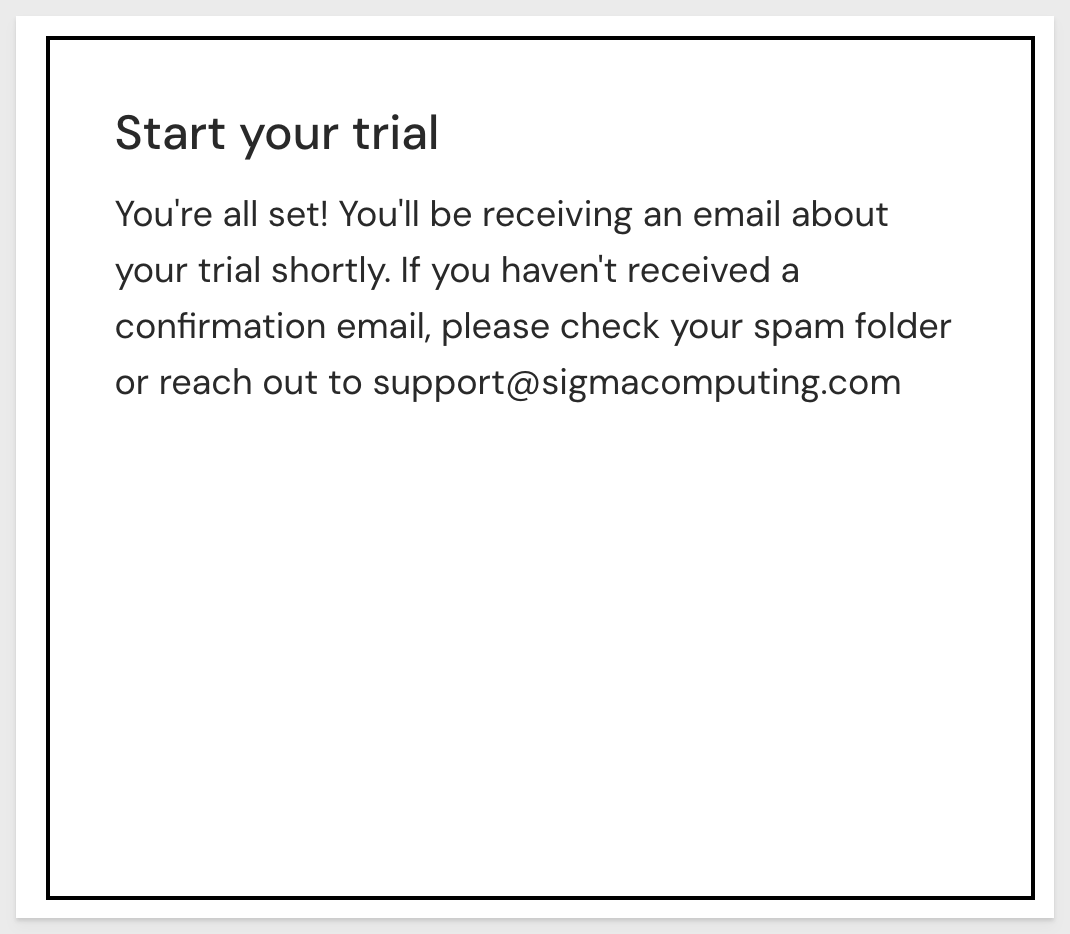 Start your trial
You're all set! You'll be receiving an email about
your trial shortly. If you haven't received a
confirmation email, please check your spam folder
or reach out to support@sigmacomputing.com